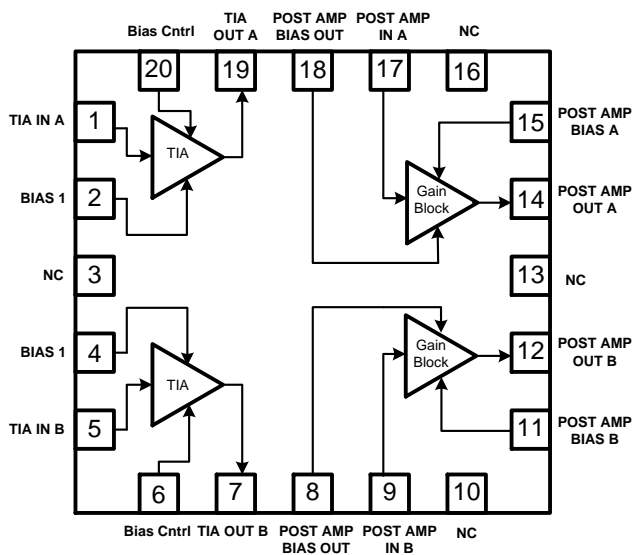 Bias Cntrl
TIA
OUT A
POST AMP
BIAS OUT
POST AMP
IN A
NC
20
19
18
17
16
TIA IN A
1
TIA
15
POST AMP
BIAS A
BIAS 1
2
Gain
Block
14
POST AMP
OUT A
NC
3
13
NC
BIAS 1
4
Gain
Block
12
POST AMP
OUT B
TIA IN B
5
TIA
11
POST AMP
BIAS B
6
7
8
9
10
Bias Cntrl
TIA OUT B
POST AMP
BIAS OUT
POST AMP
IN B
NC